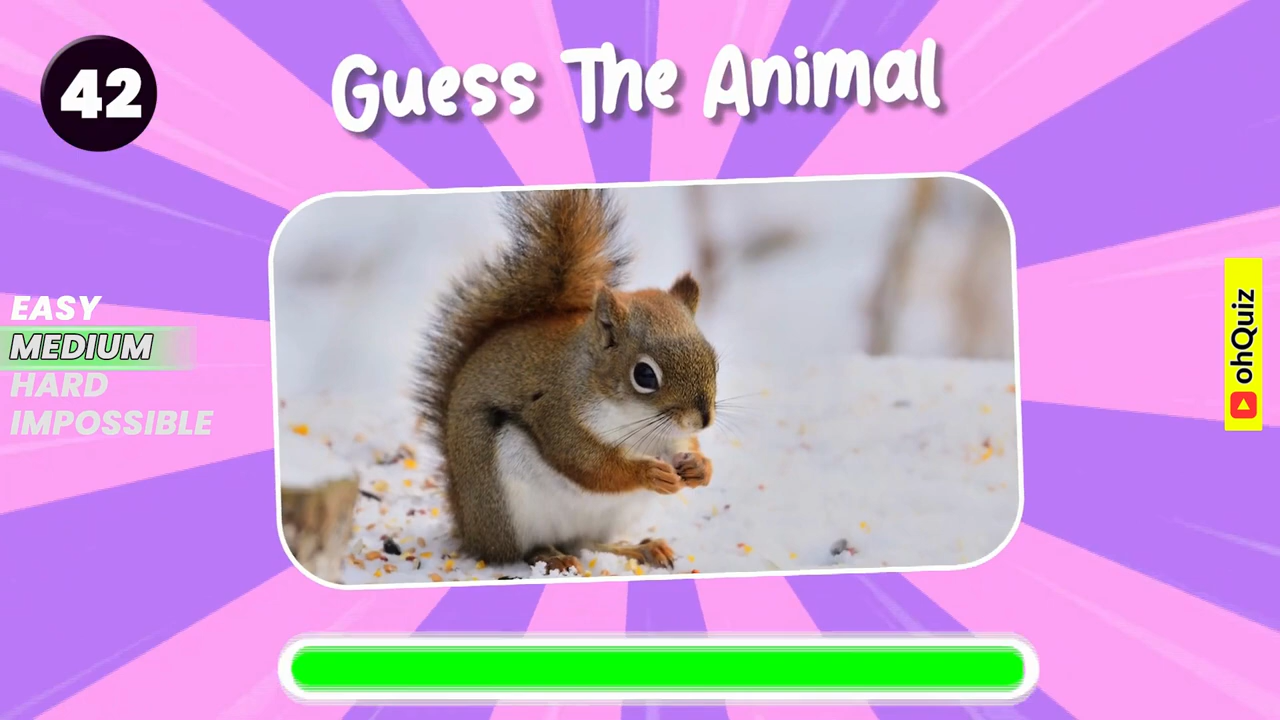 42
Guess The Animal
EASY
MEDIUM
HARD
IMPOSSIBLE
ohQuiz